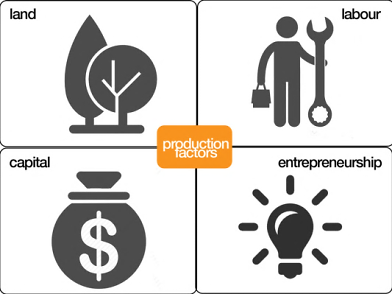 land
labour
production
factors
capital
$
entrepreneurship